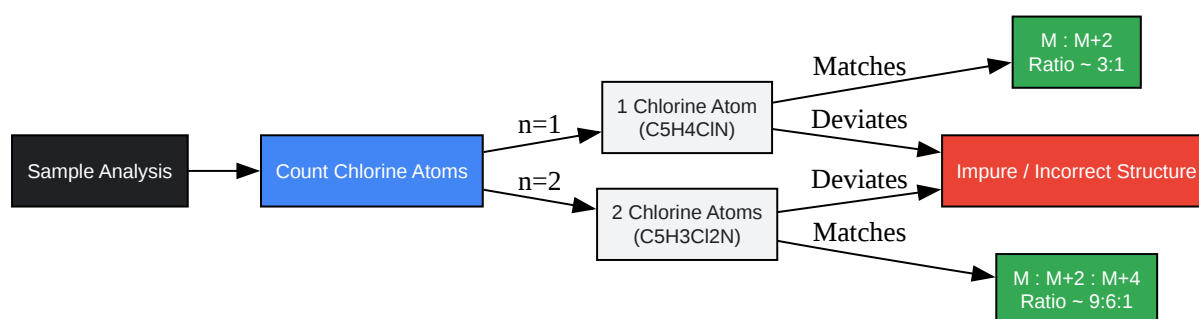 Sample Analysis
Count Chlorine Atoms
n=1
n=2
1 Chlorine Atom
(C5H4ClN)
2 Chlorine Atoms
(C5H3Cl2N)
Matches
Deviates
Deviates
Matches
M : M+2
Ratio ~ 3:1
Impure / Incorrect Structure
M : M+2 : M+4
Ratio ~ 9:6:1